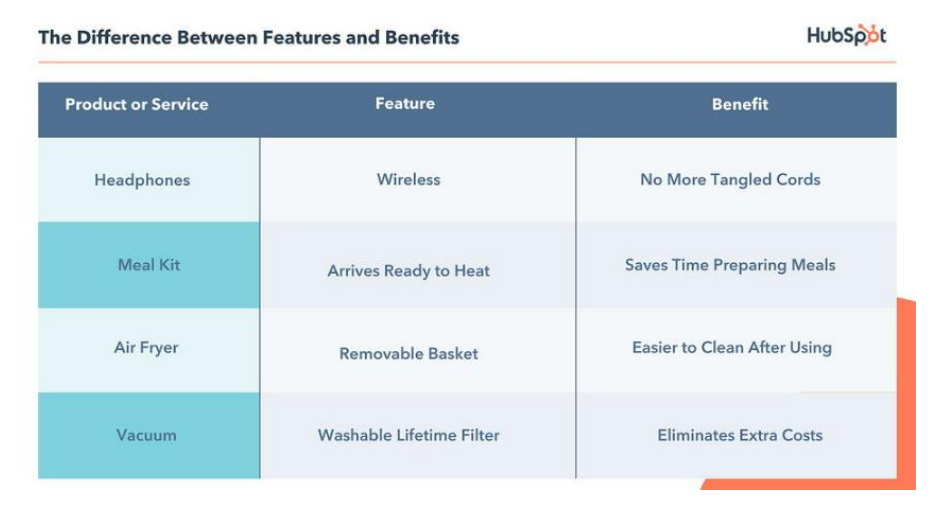 The Difference Between Features and Benefits
HubSpot
Product or Service Feature Benefit
Headphones Wireless No More Tangled Cords
Meal Kit Arrives Ready to Heat Saves Time Preparing Meals
Air Fryer Removable Basket Easier to Clean After Using
Vacuum Washable Lifetime Filter Eliminates Extra Costs